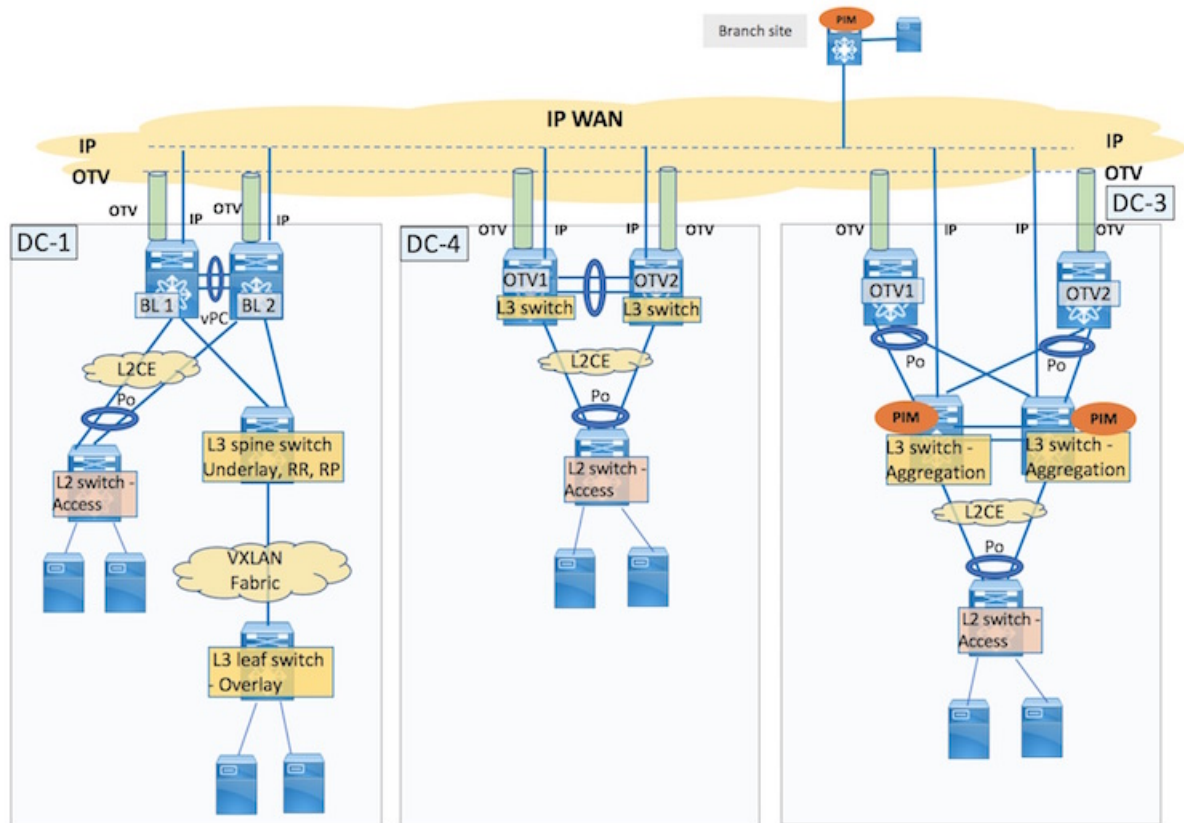 Branch site
PIM
IP WAN
IP
IP
OTV
OTV
DC-1
OTV
IP
OTV
IP
BL 1
BL 2
vPC
L2CE
Po
L2 switch -
Access
L3 spine switch
Underlay, RR, RP
VXLAN
Fabric
L3 leaf switch
- Overlay
DC-4
OTV
IP
IP
OTV
OTV1
OTV2
L3 switch
L3 switch
L2CE
Po
L2 switch -
Access
DC-3
OTV
IP
IP
OTV
OTV1
OTV2
Po
Po
PIM
PIM
L3 switch -
Aggregation
L3 switch -
Aggregation
L2CE
Po
L2 switch -
Access